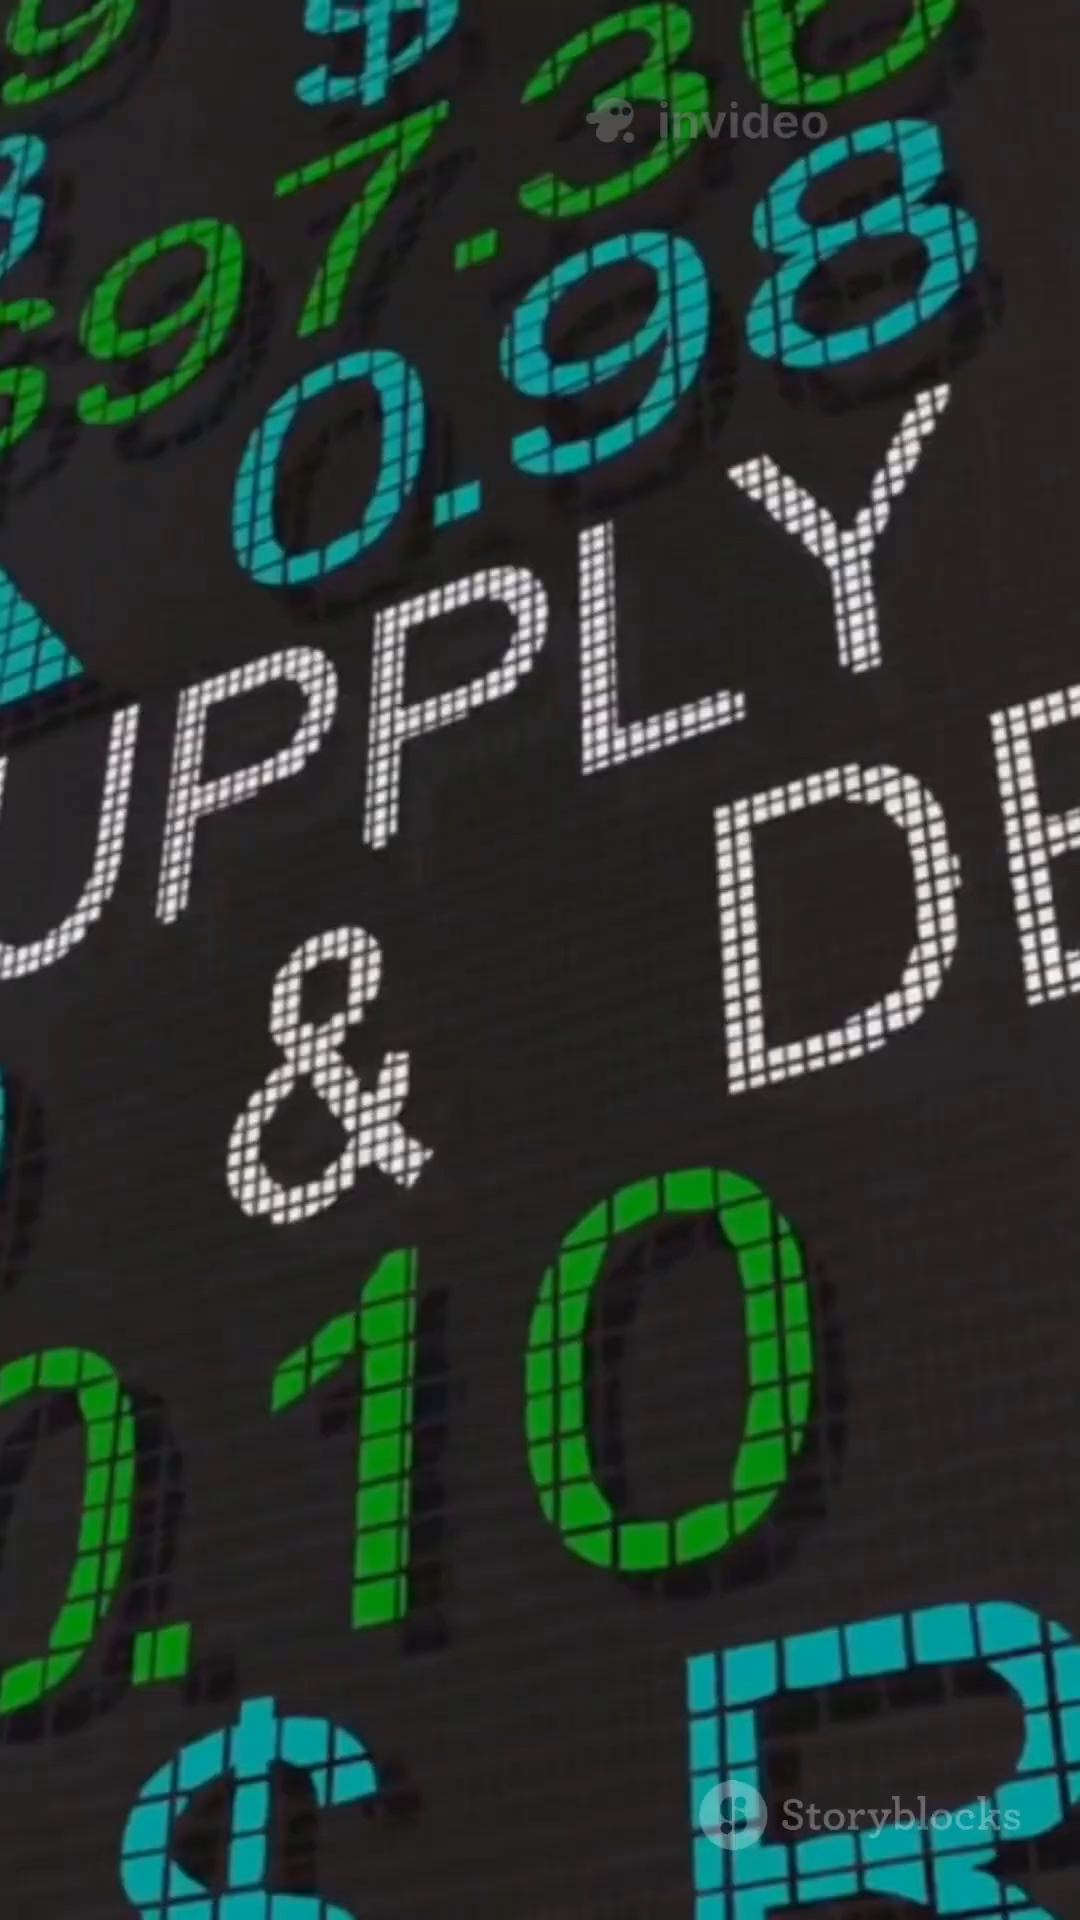 $
invideo
97.36
0.98
UPPLY
&
DE
0.10
$
R
Storyblocks